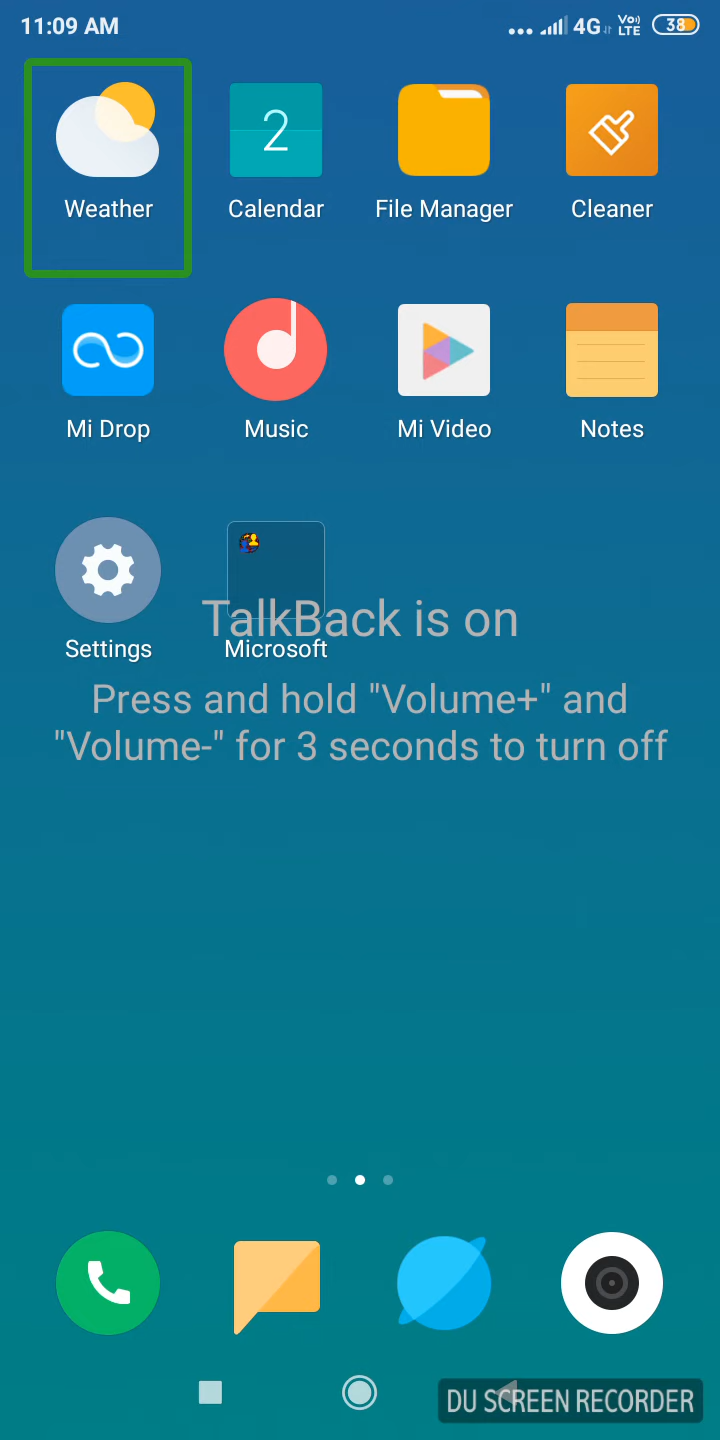 11:09 AM
4G
Vo)) LTE
38
Weather
2
Calendar
File Manager
Cleaner
Mi Drop
Music
Mi Video
Notes
Settings
Microsoft
TalkBack is on
Press and hold "Volume+" and
"Volume-" for 3 seconds to turn off
DU SCREEN RECORDER